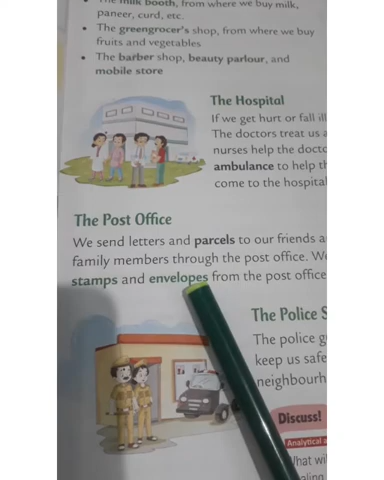 The milk booth, from where we buy milk,
paneer, curd, etc.
• The greengrocer's shop, from where we buy
fruits and vegetables
• The barber shop, beauty parlour, and
mobile store
The Hospital
If we get hurt or fall ill
The doctors treat us a
nurses help the docto
ambulance to help th
come to the hospital
The Post Office
We send letters and parcels to our friends a
family members through the post office. We
stamps and envelopes from the post office
The Police S
The police g
keep us safe
neighbourh
Discuss!
Analytical a
What wil